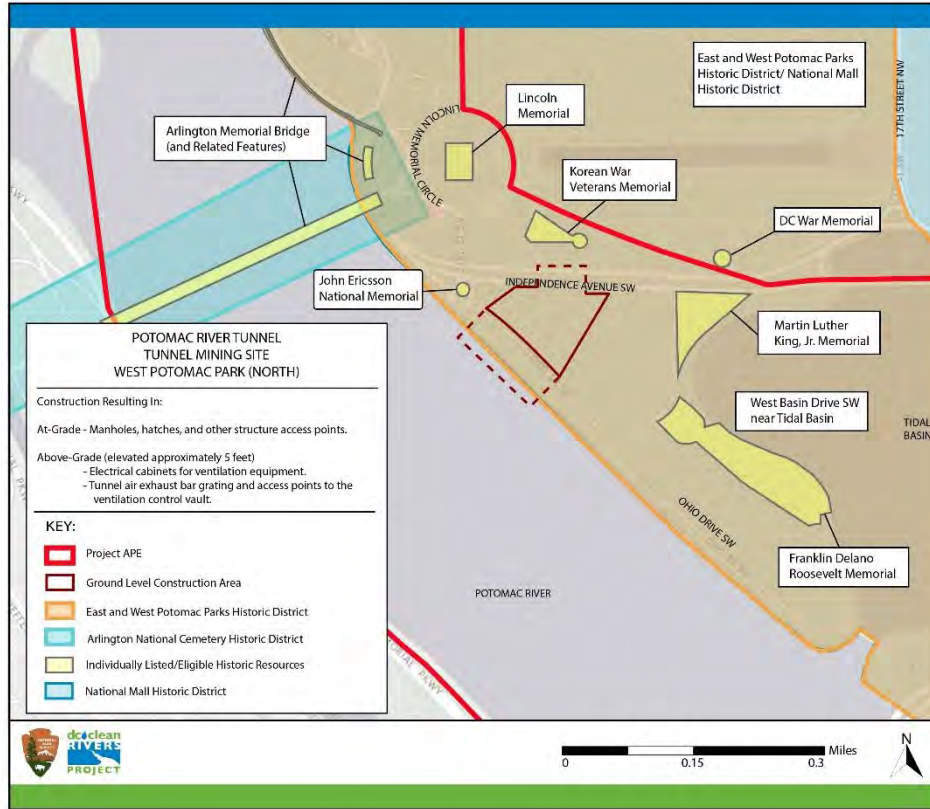 East and West Potomac Parks
Historic District/ National Mall
Historic District
17TH STREET NW
Lincoln
Memorial
LINCOLN MEMORIAL CIRCLE
Arlington Memorial Bridge
(and Related Features)
Korean War
Veterans Memorial
DC War Memorial
John Ericsson
National Memorial
INDEPENDENCE AVENUE SW
Martin Luther
King, Jr. Memorial
West Basin Drive SW
near Tidal Basin
TIDAL
BASIN
OHIO DRIVE SW
Franklin Delano
Roosevelt Memorial
POTOMAC RIVER
POTOMAC RIVER TUNNEL
TUNNEL MINING SITE
WEST POTOMAC PARK (NORTH)
Construction Resulting In:
At-Grade - Manholes, hatches, and other structure access points.
Above-Grade (elevated approximately 5 feet)
- Electrical cabinets for ventilation equipment.
- Tunnel air exhaust bar grating and access points to the
ventilation control vault.
KEY:
Project APE
Ground Level Construction Area
East and West Potomac Parks Historic District
Arlington National Cemetery Historic District
Individually Listed/Eligible Historic Resources
National Mall Historic District
PKWY
dc clean
RIVERS
PROJECT
Miles
0
0.15
0.3
N